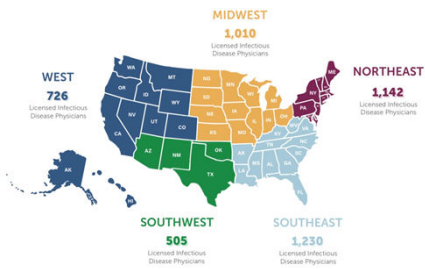 MIDWEST
1,010
Licensed Infectious
Disease Physicians
WEST
726
Licensed Infectious
Disease Physicians
NORTHEAST
1,142
Licensed Infectious
Disease Physicians
WA
OR
CA
NV
ID
MT
WY
UT
CO
AK
HI
AZ
NM
OK
TX
ND
SD
NE
KS
MN
IA
MO
WI
IL
MI
IN
OH
ME
NY
PA
KY
VA
TN
NC
SC
AR
LA
MS
AL
GA
FL
SOUTHWEST
505
Licensed Infectious
Disease Physicians
SOUTHEAST
1,230
Licensed Infectious
Disease Physicians